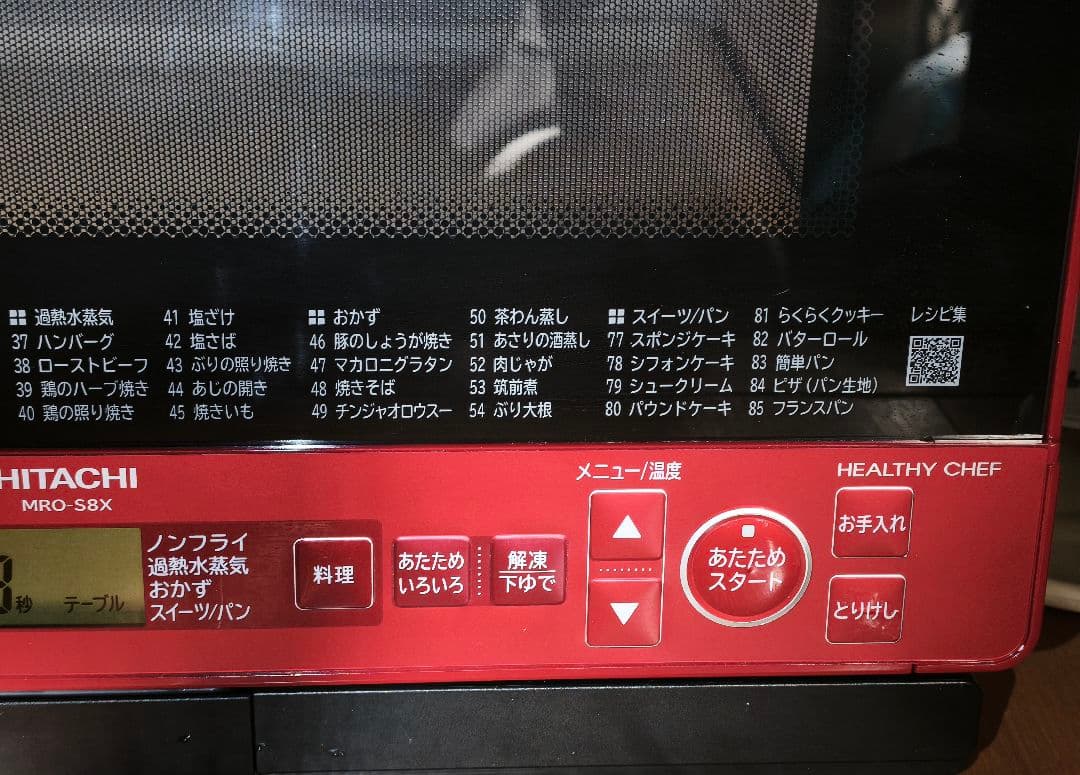 過熱水蒸気
37 ハンバーグ
38 ローストビーフ
39 鶏のハーブ焼き
40 鶏の照り焼き
41 塩ざけ
42 塩さば
43 ぶりの照り焼き
44 あじの開き
45 焼きいも
おかず
46 豚のしょうが焼き
47 マカロニグラタン
48 焼きそば
49 チンジャオロウスー
50 茶わん蒸し
51 あさりの酒蒸し
52 肉じゃが
53 筑前煮
54 ぶり大根
スイーツ/パン
77 スポンジケーキ
78 シフォンケーキ
79 シュークリーム
80 パウンドケーキ
81 らくらくクッキー
82 バターロール
83 簡単パン
84 ピザ(パン生地)
85 フランスパン
レシピ集
HITACHI
MRO-S8X
秒 テーブル
ノンフライ
過熱水蒸気
おかず
スイーツ/パン
料理
あたため
いろいろ
解凍
下ゆで
メニュー/温度
あたため
スタート
HEALTHY CHEF
お手入れ
とりけし